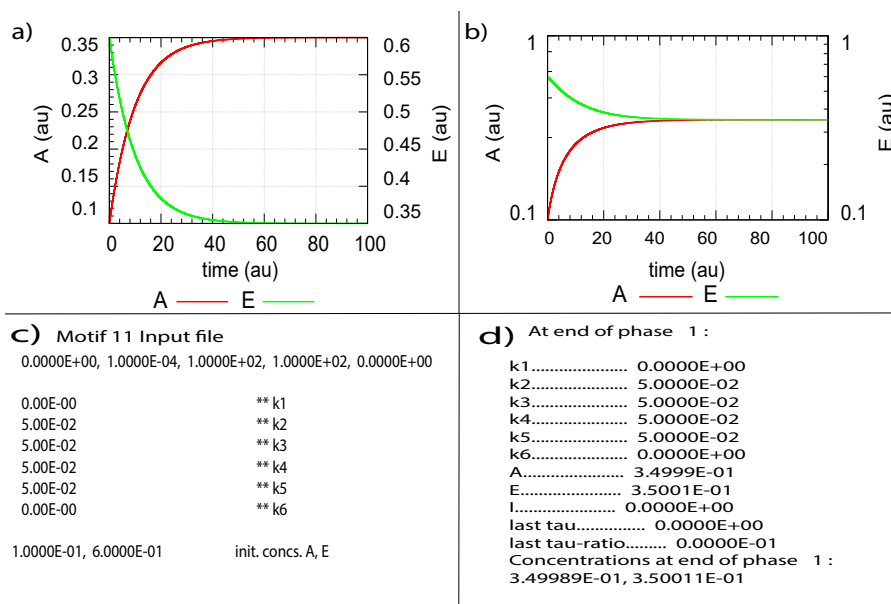 a)
0.35
0.3
0.25
0.2
0.15
0.1
A (au)
0.6
0.55
0.5
0.45
0.4
0.35
E (au)
0 20 40 60 80 100
time (au)
A E
b)
1
0.1
A (au)
1
0.1
E (au)
0 20 40 60 80 100
time (au)
A E
c) Motif 11 Input file
0.0000E+00, 1.0000E-04, 1.0000E+02, 1.0000E+02, 0.0000E+00
0.00E-00 ** k1
5.00E-02 ** k2
5.00E-02 ** k3
5.00E-02 ** k4
5.00E-02 ** k5
0.00E-00 ** k6
1.0000E-01, 6.0000E-01 init. concs. A, E
d) At end of phase 1 :
k1..................... 0.0000E+00
k2..................... 5.0000E-02
k3..................... 5.0000E-02
k4..................... 5.0000E-02
k5..................... 5.0000E-02
k6..................... 0.0000E+00
A...................... 3.4999E-01
E...................... 3.5001E-01
I...................... 0.0000E+00
last tau............... 0.0000E+00
last tau-ratio......... 0.0000E-01
Concentrations at end of phase 1 :
3.49989E-01, 3.50011E-01